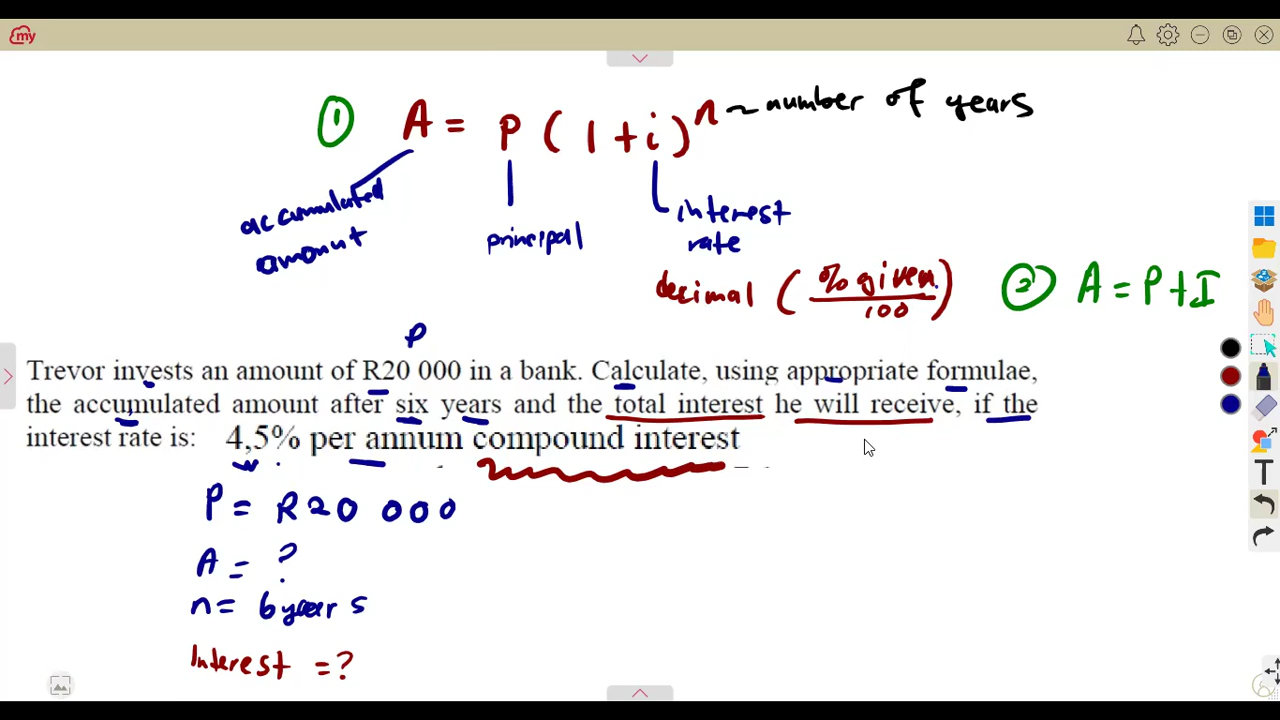 my
① A = P ( 1 + i )ⁿ ~ number of years
accumulated amount
principal
interest rate
decimal ( % given / 100 )
② A = P + I
P
Trevor invests an amount of R20 000 in a bank. Calculate, using appropriate formulae,
the accumulated amount after six years and the total interest he will receive, if the
interest rate is: 4,5% per annum compound interest
P = R20 000
A = ?
n = 6 years
Interest = ?